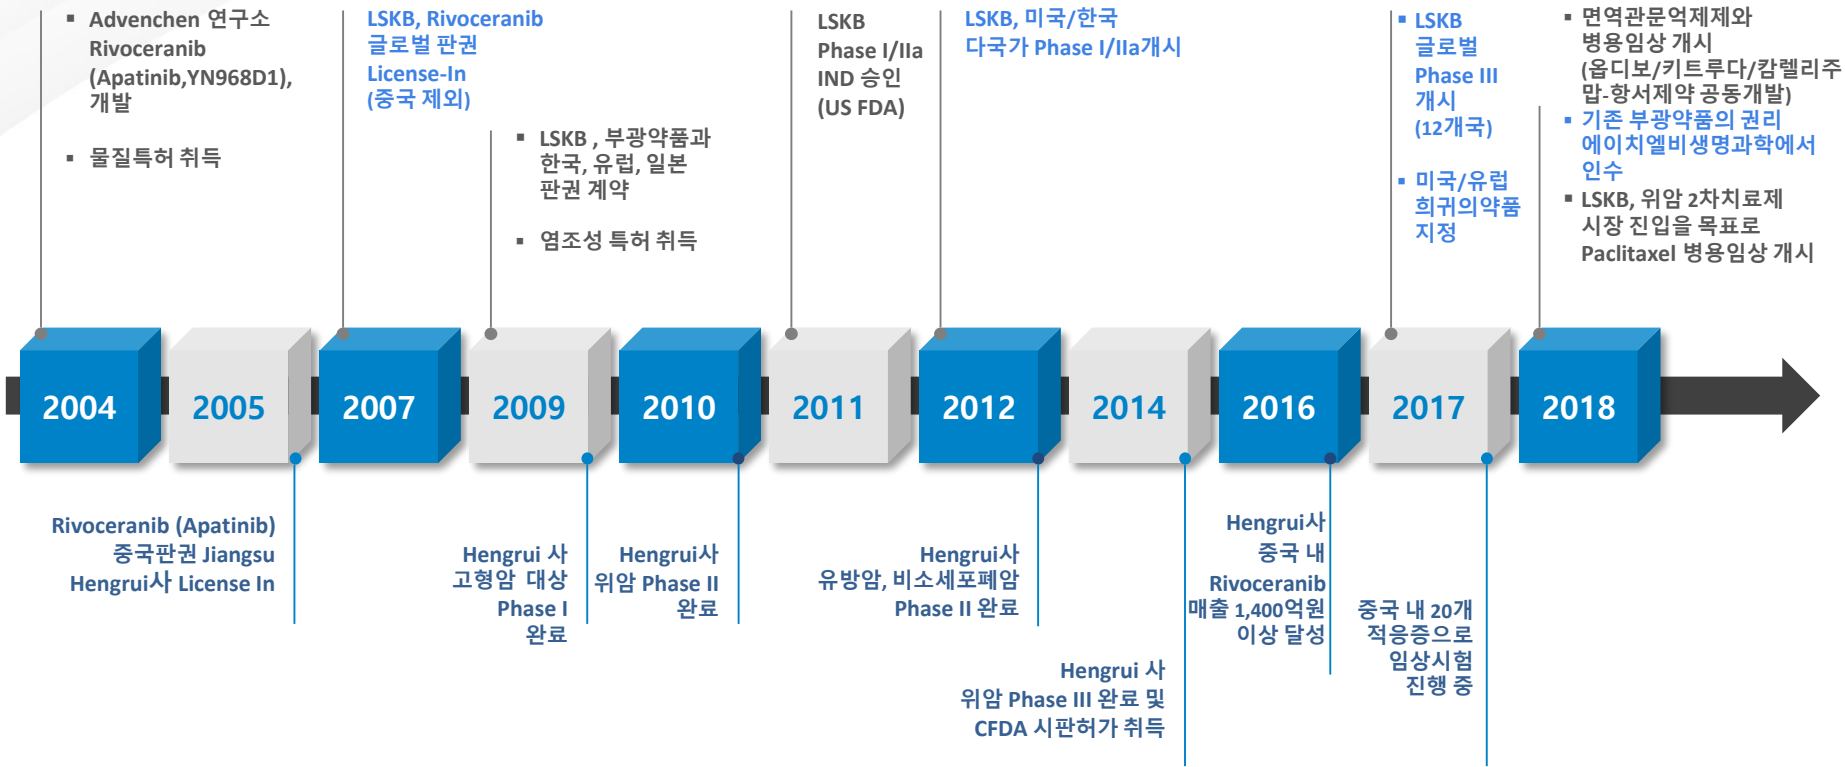 ▪ Advenchen 연구소
Rivoceranib
(Apatinib,YN968D1),
개발
▪ 물질특허 취득
LSKB, Rivoceranib
글로벌 판권
License-In
(중국 제외)
▪ LSKB , 부광약품과
한국, 유럽, 일본
판권 계약
▪ 염조성 특허 취득
LSKB
Phase I/IIa
IND 승인
(US FDA)
LSKB, 미국/한국
다국가 Phase I/IIa개시
▪ LSKB
글로벌
Phase III
개시
(12개국)
▪ 미국/유럽
희귀의약품
지정
▪ 면역관문억제제와
병용임상 개시
(옵디보/키트루다/캄렐리주
맙-항서제약 공동개발)
▪ 기존 부광약품의 권리
에이치엘비생명과학에서
인수
▪ LSKB, 위암 2차치료제
시장 진입을 목표로
Paclitaxel 병용임상 개시
2004
2005
2007
2009
2010
2011
2012
2014
2016
2017
2018
Rivoceranib (Apatinib)
중국판권 Jiangsu
Hengrui사 License In
Hengrui 사
고형암 대상
Phase I
완료
Hengrui사
위암 Phase II
완료
Hengrui사
유방암, 비소세포폐암
Phase II 완료
Hengrui 사
위암 Phase III 완료 및
CFDA 시판허가 취득
Hengrui사
중국 내
Rivoceranib
매출 1,400억원
이상 달성
중국 내 20개
적응증으로
임상시험
진행 중